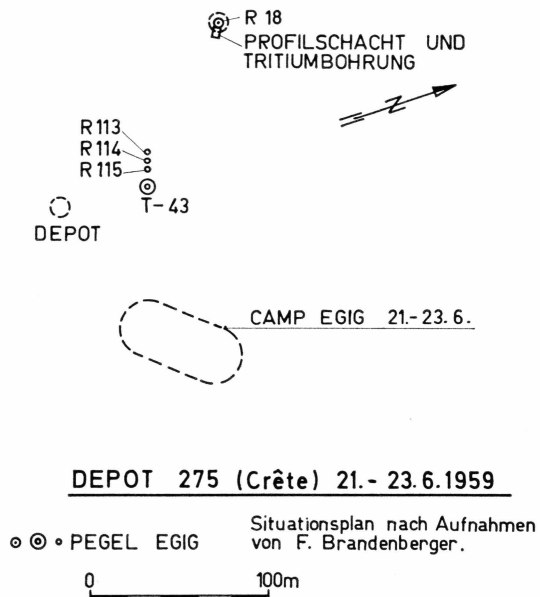 R 18
PROFILSCHACHT UND
TRITIUMBOHRUNG
N
R 113
R 114
R 115
T-43
DEPOT
CAMP EGIG 21.-23.6.
DEPOT 275 (Crête) 21.-23.6.1959
PEGEL EGIG
Situationsplan nach Aufnahmen
von F. Brandenberger.
0 100m